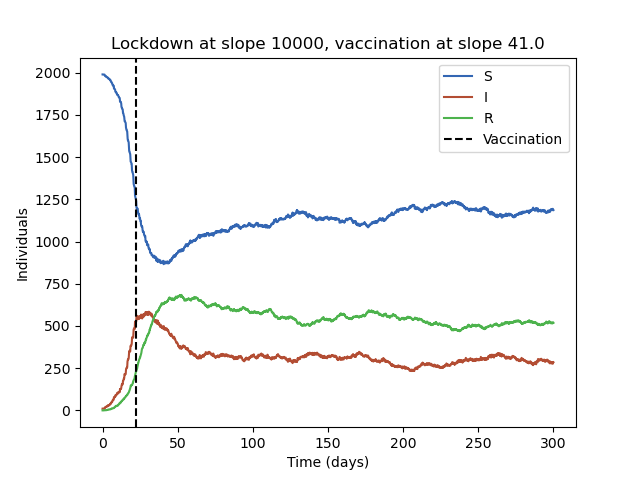 Lockdown at slope 10000, vaccination at slope 41.0
2000
1750
1500
1250
1000
750
500
250
0
Individuals
S
I
R
Vaccination
0
50
100
150
200
250
300
Time (days)